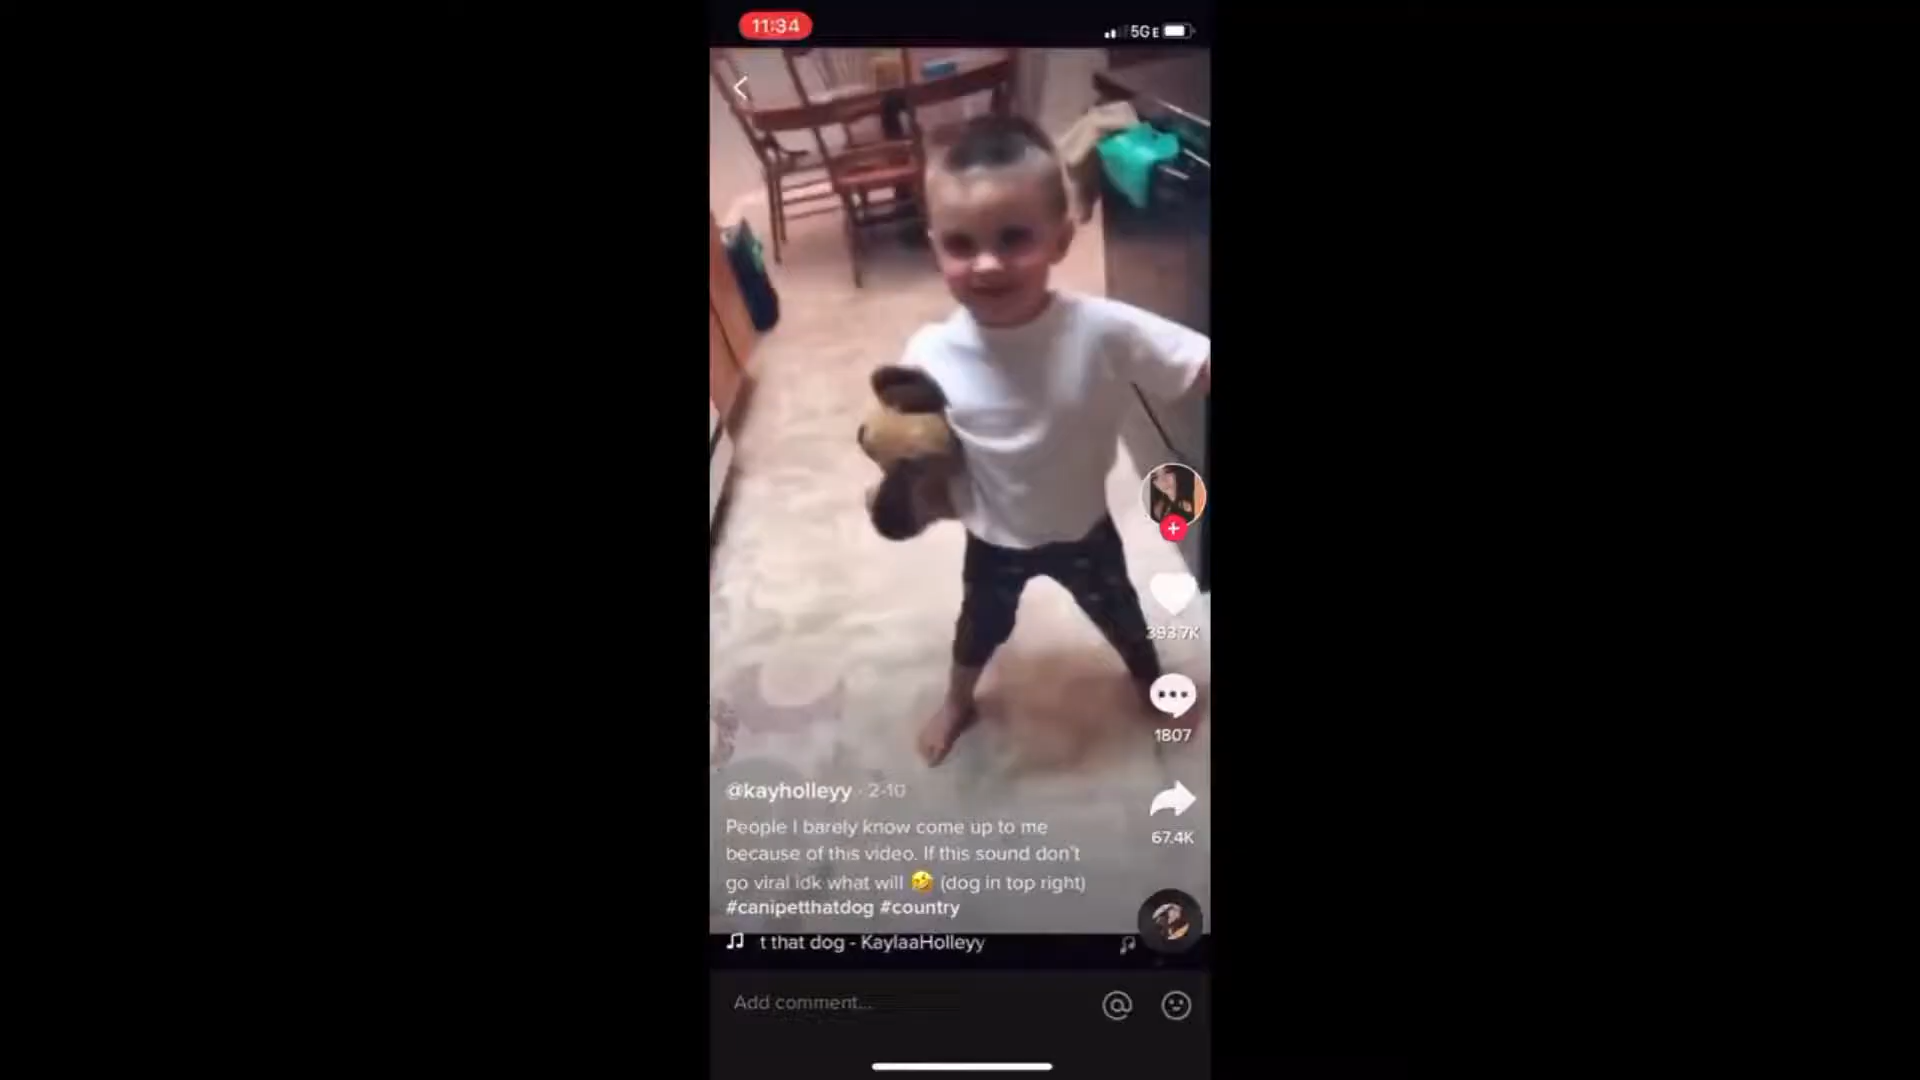 11:34
5GE
393.7K
1807
@kayholleyy · 2-10
People I barely know come up to me
because of this video. If this sound don't
go viral idk what will 🤣 (dog in top right)
#canipetthatdog #country
67.4K
t that dog - KaylaaHolleyy
Add comment...